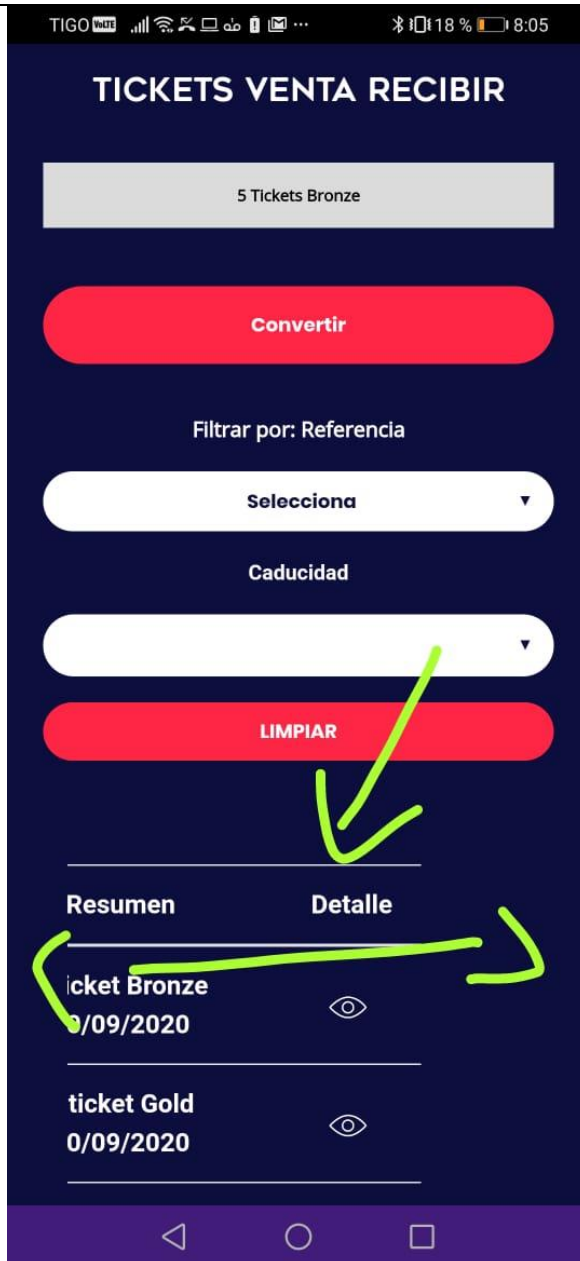 TIGO VoLTE 18 % 8:05
TICKETS VENTA RECIBIR
5 Tickets Bronze
Convertir
Filtrar por: Referencia
Selecciona
Caducidad
LIMPIAR
Resumen Detalle
icket Bronze
0/09/2020
ticket Gold
0/09/2020